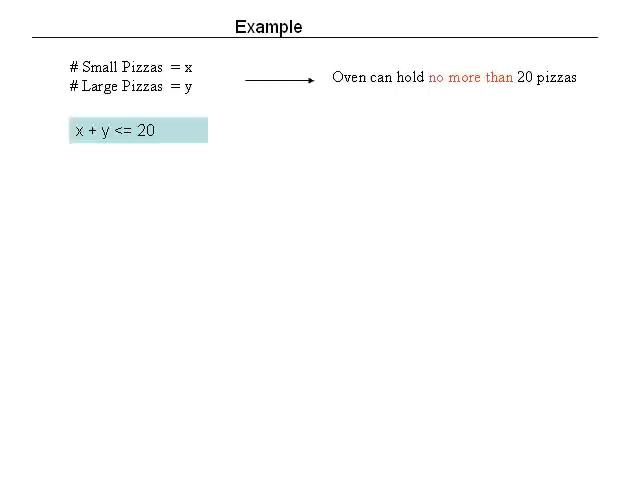 Example
# Small Pizzas = x
# Large Pizzas = y
Oven can hold no more than 20 pizzas
x + y <= 20